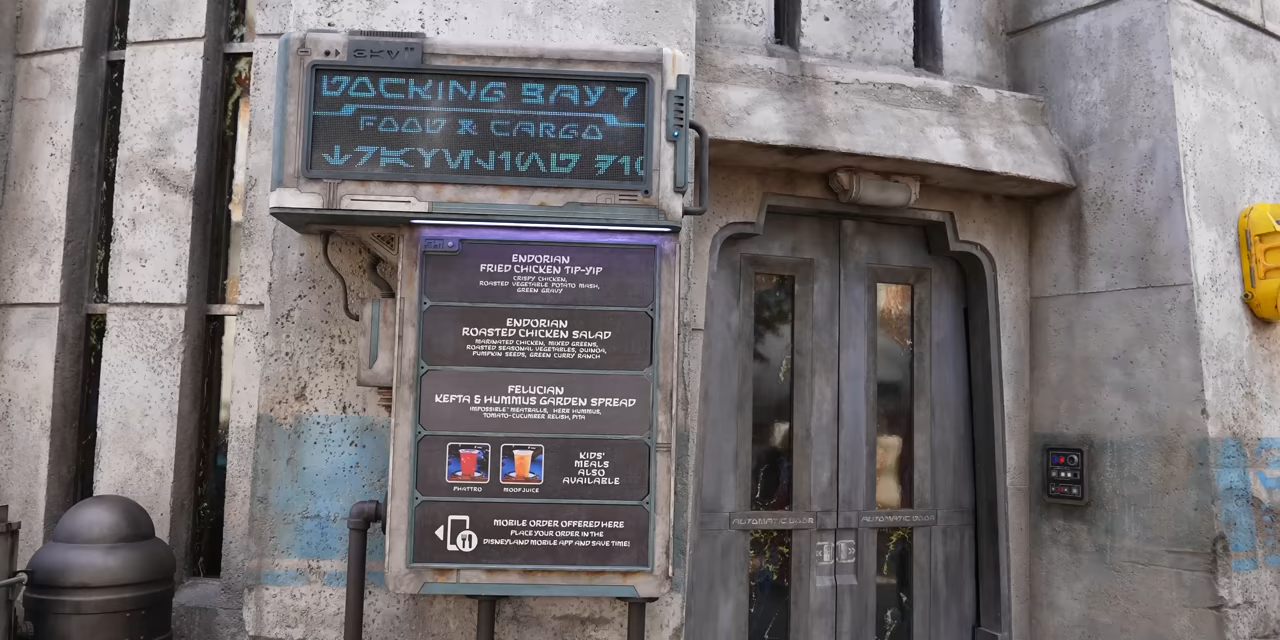 DOCKING BAY 7
FOOD & CARGO
ENDORIAN
FRIED CHICKEN TIP-YIP
CRISPY CHICKEN,
ROASTED VEGETABLE POTATO MASH,
GREEN GRAVY
ENDORIAN
ROASTED CHICKEN SALAD
MARINATED CHICKEN, MIXED GREENS,
ROASTED SEASONAL VEGETABLES, QUINOA,
PUMPKIN SEEDS, GREEN CURRY RANCH
FELUCIAN
KEFTA & HUMMUS GARDEN SPREAD
IMPOSSIBLE™ MEATBALLS, HERB HUMMUS,
TOMATO-CUCUMBER RELISH, PITA
KIDS'
MEALS
ALSO
AVAILABLE
PHATTRO
MOOF JUICE
MOBILE ORDER OFFERED HERE
PLACE YOUR ORDER IN THE
DISNEYLAND MOBILE APP AND SAVE TIME!
AUTOMATIC DOOR
AUTOMATIC DOOR